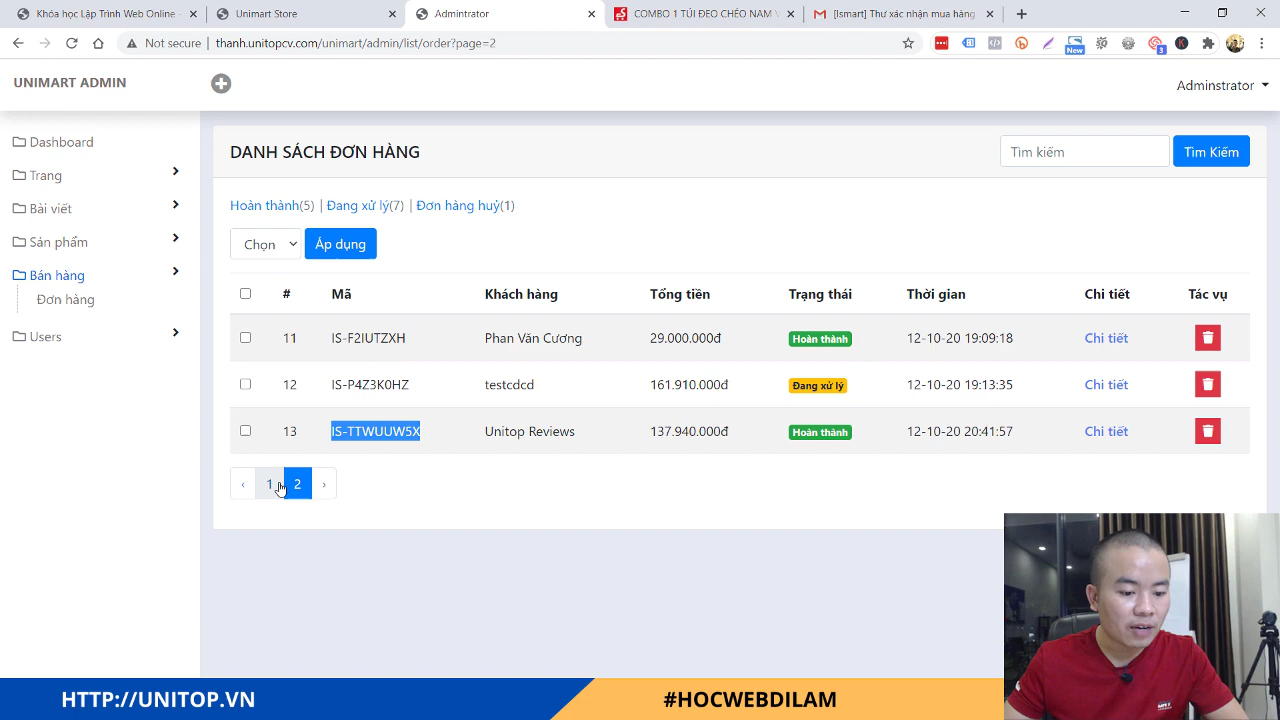 Khóa học Lập Trình Web Online - 
Unimart Store
Admintrator
COMBO 1 TÚI ĐEO CHÉO NAM V
[Ismart] Thư xác nhận mua hàng
Not secure | thanh.unitopcv.com/unimart/admin/list/order?page=2
New
3
UNIMART ADMIN
Adminstrator
Dashboard
Trang
Bài viết
Sản phẩm
Bán hàng
Đơn hàng
Users
DANH SÁCH ĐƠN HÀNG
Tìm kiếm
Tìm Kiếm
Hoàn thành(5) | Đang xử lý(7) | Đơn hàng huỷ(1)
Chọn
Áp dụng
# Mã Khách hàng Tổng tiền Trạng thái Thời gian Chi tiết Tác vụ
11 IS-F2IUTZXH Phan Văn Cương 29.000.000đ Hoàn thành 12-10-20 19:09:18 Chi tiết
12 IS-P4Z3K0HZ testcdcd 161.910.000đ Đang xử lý 12-10-20 19:13:35 Chi tiết
13 IS-TTWUUW5X Unitop Reviews 137.940.000đ Hoàn thành 12-10-20 20:41:57 Chi tiết
‹ 1 2 ›
HTTP://UNITOP.VN
#HOCWEBDILAM